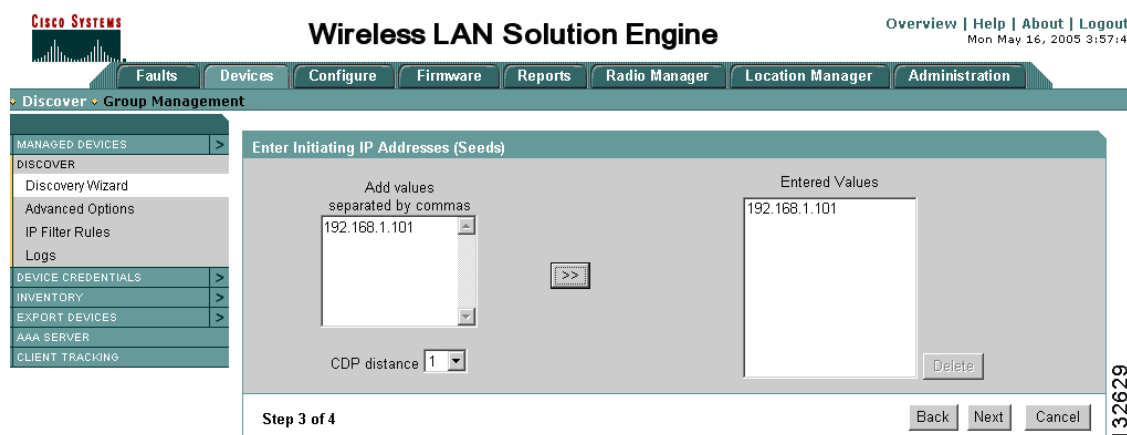 CISCO SYSTEMS
Wireless LAN Solution Engine
Overview | Help | About | Logout
Mon May 16, 2005 3:57:4
Faults Devices Configure Firmware Reports Radio Manager Location Manager Administration
Discover Group Management
MANAGED DEVICES >
DISCOVER
Discovery Wizard
Advanced Options
IP Filter Rules
Logs
DEVICE CREDENTIALS >
INVENTORY >
EXPORT DEVICES >
AAA SERVER
CLIENT TRACKING
Enter Initiating IP Addresses (Seeds)
Add values
separated by commas
192.168.1.101
>>
CDP distance 1
Entered Values
192.168.1.101
Delete
Step 3 of 4
Back Next Cancel
132629